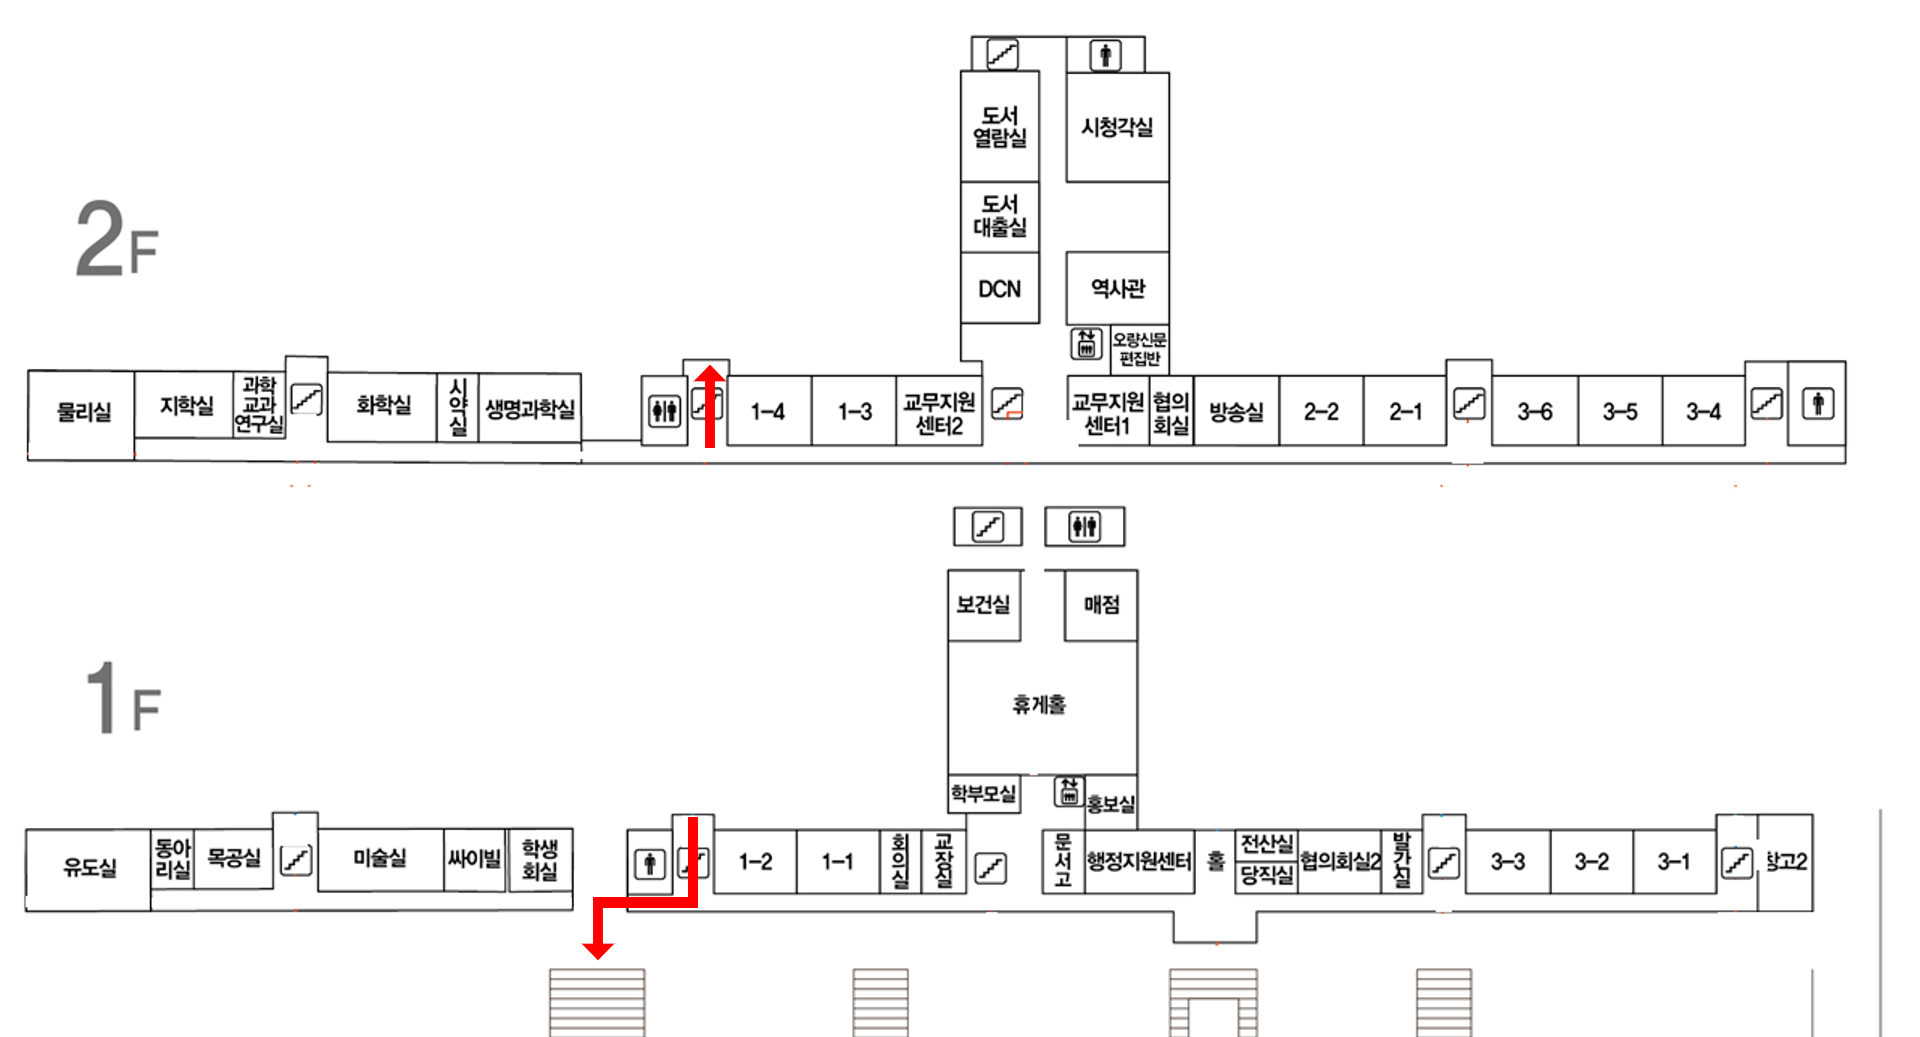 도서
열람실
시청각실
도서
대출실
2F
DCN
역사관
오량신문
편집반
물리실
지학실
과학
교과
연구실
화학실
시
약
실
생명과학실
1-4
1-3
교무지원
센터2
교무지원
센터1
협의
회실
방송실
2-2
2-1
3-6
3-5
3-4
보건실
매점
1F
휴게홀
학부모실
홍보실
유도실
동아
리실
목공실
미술실
싸이빌
학생
회실
1-2
1-1
회
의
실
교
장
실
문
서
고
행정지원센터
홀
전산실
당직실
협의회실2
발
간
실
3-3
3-2
3-1
창고2